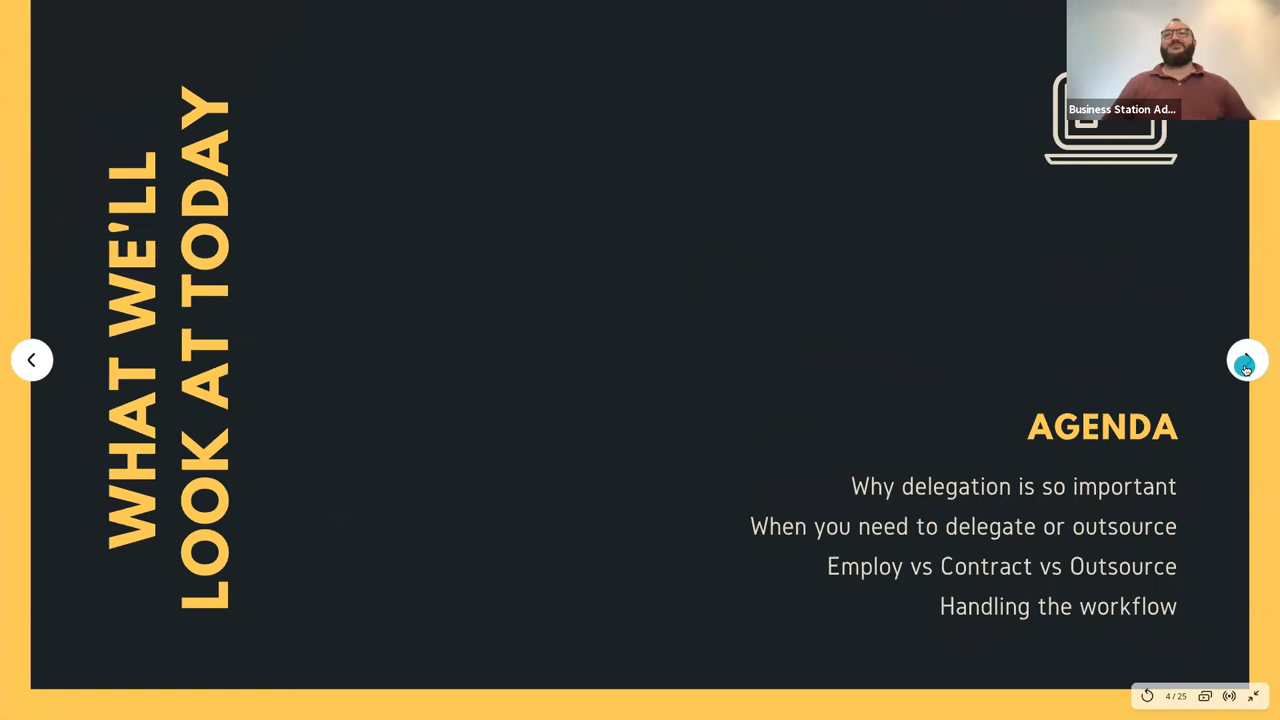 WHAT WE'LL
LOOK AT TODAY
Business Station Ad...
AGENDA
Why delegation is so important
When you need to delegate or outsource
Employ vs Contract vs Outsource
Handling the workflow
4 / 25